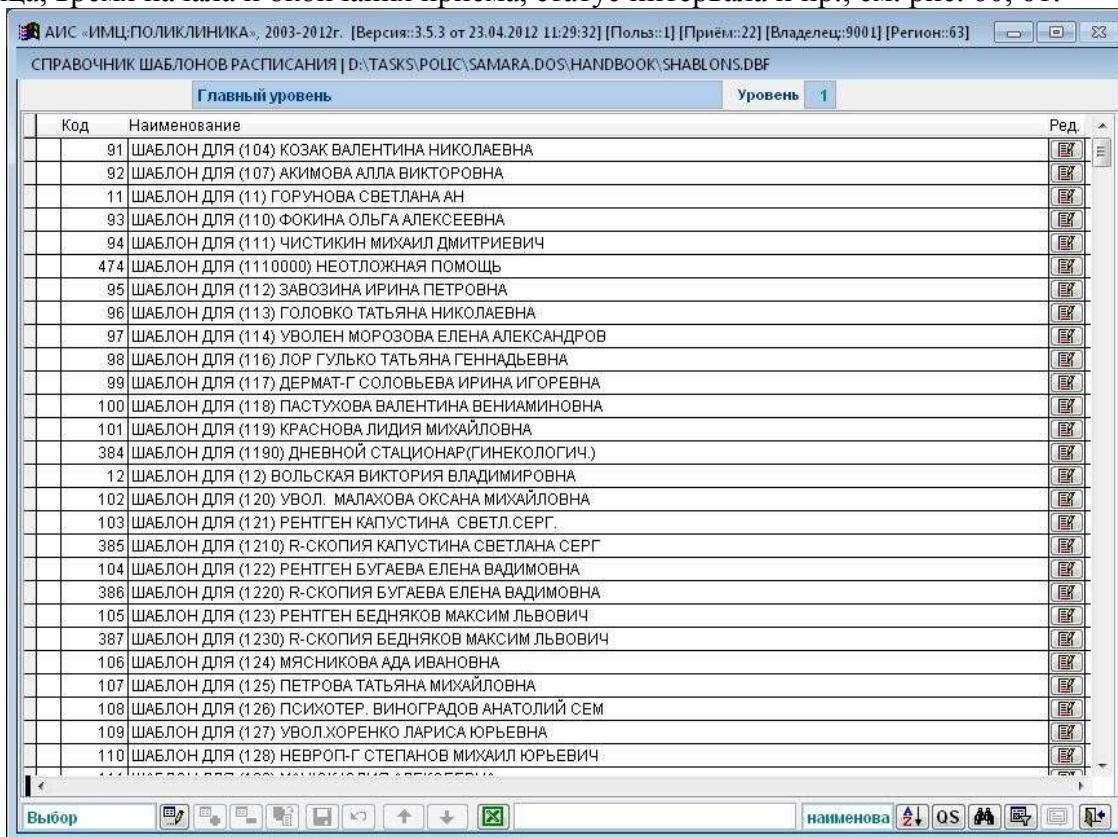 время начала и окончания приема, статус интервала и пр., см. рис.
АИС «ИМЦ:ПОЛИКЛИНИКА», 2003-2012г. [Версия::3.5.3 от 23.04.2012 11:29:32] [Польз::1] [Приём::22] [Владелец::9001] [Регион::63]
СПРАВОЧНИК ШАБЛОНОВ РАСПИСАНИЯ | D:\TASKS\POLIC\SAMARA.DOS\HANDBOOK\SHABLONS.DBF
Главный уровень Уровень 1
Код Наименование Ред.
91 ШАБЛОН ДЛЯ (104) КОЗАК ВАЛЕНТИНА НИКОЛАЕВНА
92 ШАБЛОН ДЛЯ (107) АКИМОВА АЛЛА ВИКТОРОВНА
11 ШАБЛОН ДЛЯ (11) ГОРУНОВА СВЕТЛАНА АН
93 ШАБЛОН ДЛЯ (110) ФОКИНА ОЛЬГА АЛЕКСЕЕВНА
94 ШАБЛОН ДЛЯ (111) ЧИСТИКИН МИХАИЛ ДМИТРИЕВИЧ
474 ШАБЛОН ДЛЯ (1110000) НЕОТЛОЖНАЯ ПОМОЩЬ
95 ШАБЛОН ДЛЯ (112) ЗАВОЗИНА ИРИНА ПЕТРОВНА
96 ШАБЛОН ДЛЯ (113) ГОЛОВКО ТАТЬЯНА НИКОЛАЕВНА
97 ШАБЛОН ДЛЯ (114) УВОЛЕН МОРОЗОВА ЕЛЕНА АЛЕКСАНДРОВ
98 ШАБЛОН ДЛЯ (116) ЛОР ГУЛЬКО ТАТЬЯНА ГЕННАДЬЕВНА
99 ШАБЛОН ДЛЯ (117) ДЕРМАТ-Г СОЛОВЬЕВА ИРИНА ИГОРЕВНА
100 ШАБЛОН ДЛЯ (118) ПАСТУХОВА ВАЛЕНТИНА ВЕНИАМИНОВНА
101 ШАБЛОН ДЛЯ (119) КРАСНОВА ЛИДИЯ МИХАЙЛОВНА
384 ШАБЛОН ДЛЯ (1190) ДНЕВНОЙ СТАЦИОНАР(ГИНЕКОЛОГИЧ.)
12 ШАБЛОН ДЛЯ (12) ВОЛЬСКАЯ ВИКТОРИЯ ВЛАДИМИРОВНА
102 ШАБЛОН ДЛЯ (120) УВОЛ. МАЛАХОВА ОКСАНА МИХАЙЛОВНА
103 ШАБЛОН ДЛЯ (121) РЕНТГЕН КАПУСТИНА СВЕТЛ.СЕРГ.
385 ШАБЛОН ДЛЯ (1210) R-СКОПИЯ КАПУСТИНА СВЕТЛАНА СЕРГ
104 ШАБЛОН ДЛЯ (122) РЕНТГЕН БУГАЕВА ЕЛЕНА ВАДИМОВНА
386 ШАБЛОН ДЛЯ (1220) R-СКОПИЯ БУГАЕВА ЕЛЕНА ВАДИМОВНА
105 ШАБЛОН ДЛЯ (123) РЕНТГЕН БЕДНЯКОВ МАКСИМ ЛЬВОВИЧ
387 ШАБЛОН ДЛЯ (1230) R-СКОПИЯ БЕДНЯКОВ МАКСИМ ЛЬВОВИЧ
106 ШАБЛОН ДЛЯ (124) МЯСНИКОВА АДА ИВАНОВНА
107 ШАБЛОН ДЛЯ (125) ПЕТРОВА ТАТЬЯНА МИХАЙЛОВНА
108 ШАБЛОН ДЛЯ (126) ПСИХОТЕР. ВИНОГРАДОВ АНАТОЛИЙ СЕМ
109 ШАБЛОН ДЛЯ (127) УВОЛ.ХОРЕНКО ЛАРИСА ЮРЬЕВНА
110 ШАБЛОН ДЛЯ (128) НЕВРОП-Г СТЕПАНОВ МИХАИЛ ЮРЬЕВИЧ
Выбор наименова QS